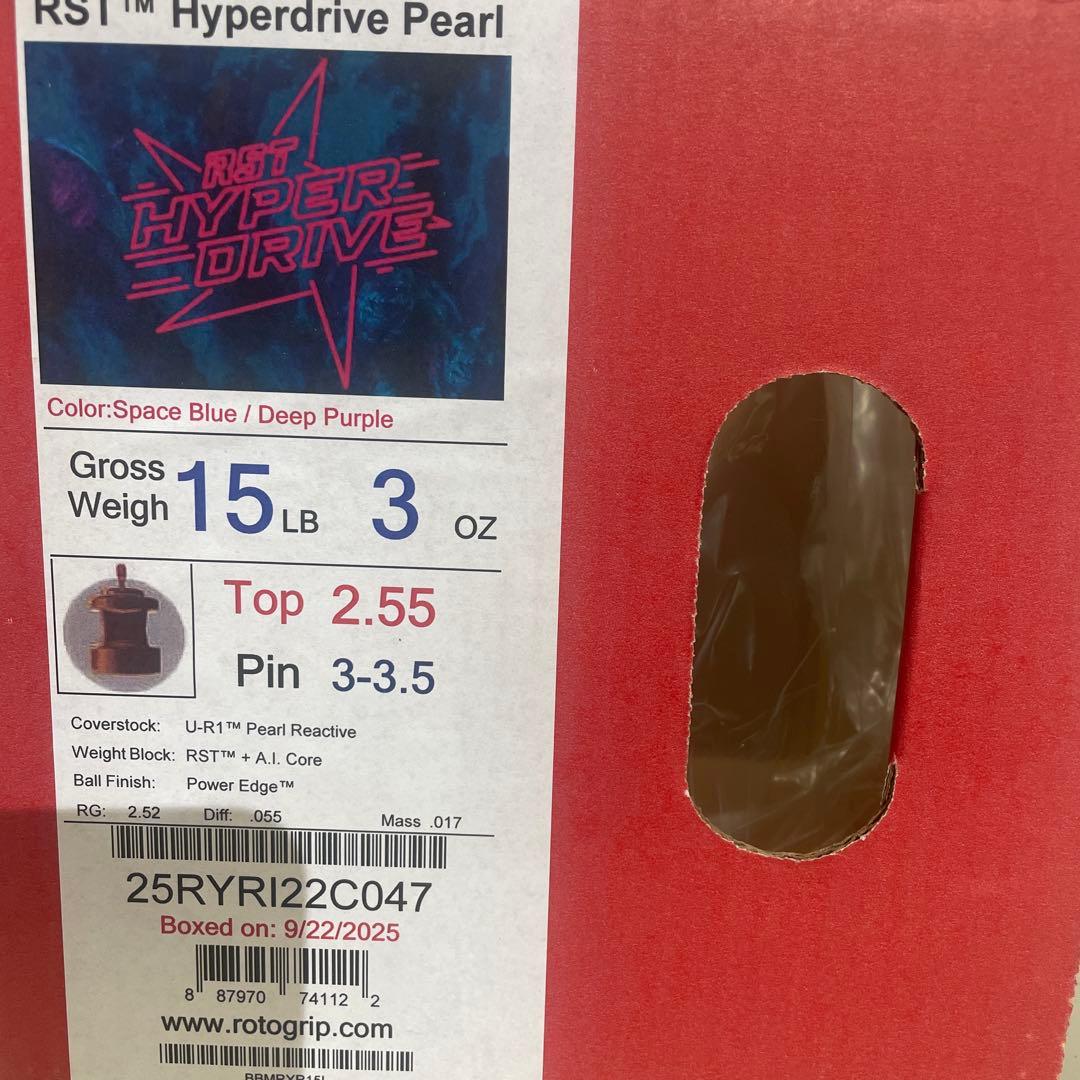 RST™ Hyperdrive Pearl
RST
HYPER
DRIVE
Color:Space Blue / Deep Purple
Gross Weigh 15 LB 3 OZ
Top 2.55
Pin 3-3.5
Coverstock: U-R1™ Pearl Reactive
Weight Block: RST™ + A.I. Core
Ball Finish: Power Edge™
RG: 2.52 Diff: .055 Mass .017
25RYRI22C047
Boxed on: 9/22/2025
8 87970 74112 2
www.rotogrip.com